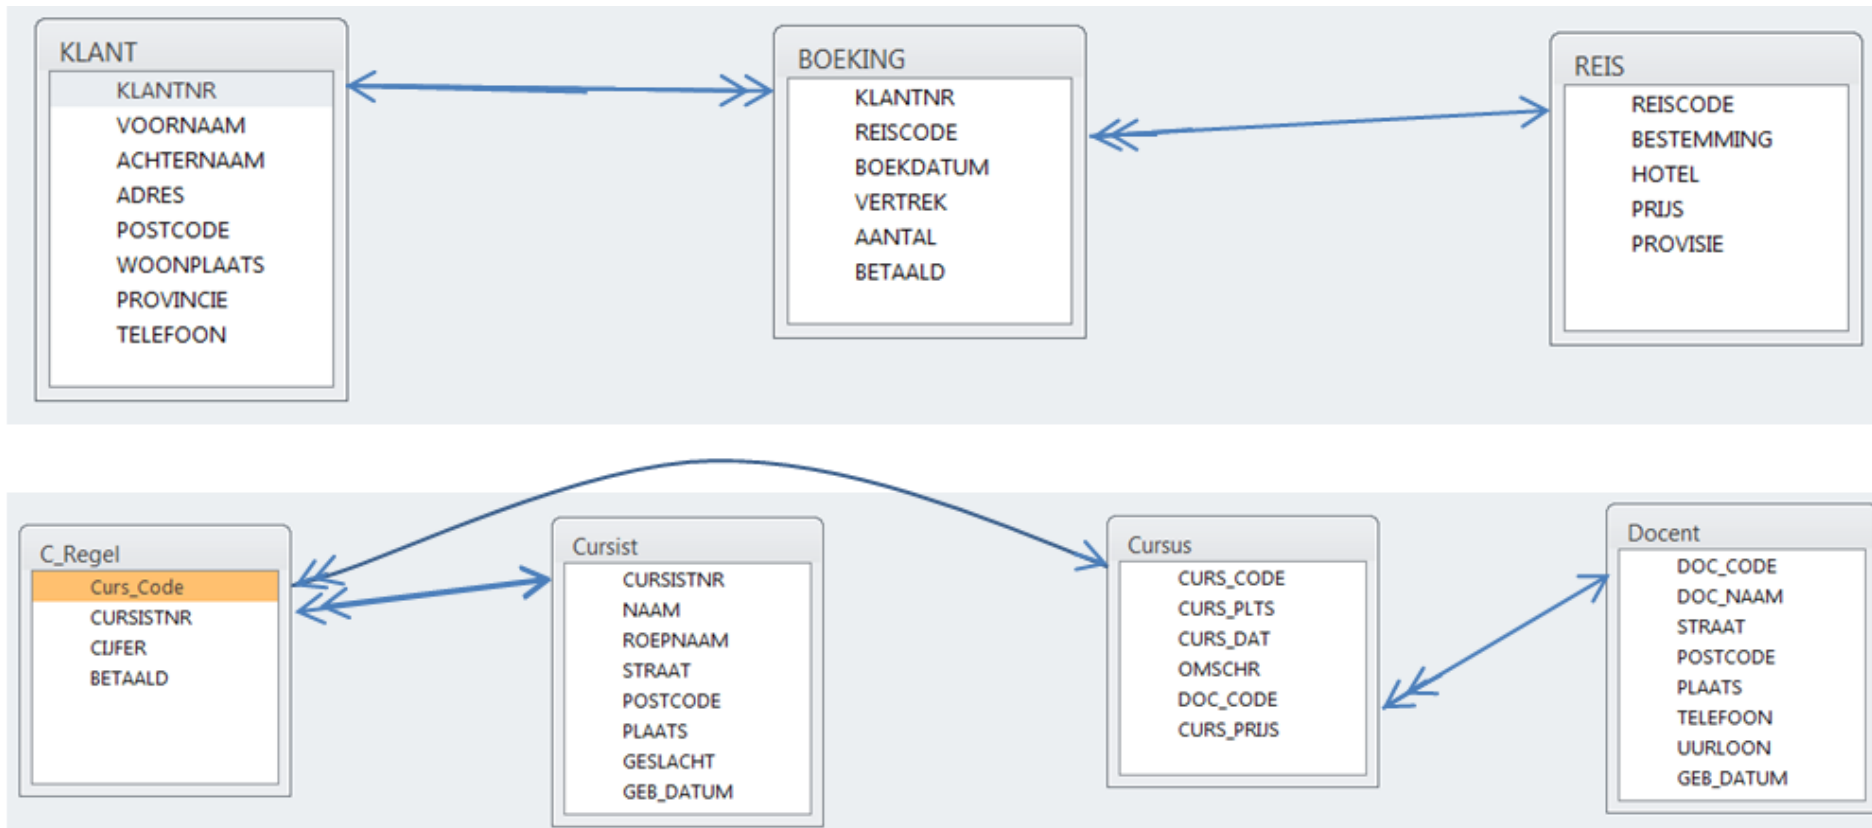 KLANT
KLANTNR
VOORNAAM
ACHTERNAAM
ADRES
POSTCODE
WOONPLAATS
PROVINCIE
TELEFOON
BOEKING
KLANTNR
REISCODE
BOEKDATUM
VERTREK
AANTAL
BETAALD
REIS
REISCODE
BESTEMMING
HOTEL
PRIJS
PROVISIE
C_Regel
Curs_Code
CURSISTNR
CIJFER
BETAALD
Cursist
CURSISTNR
NAAM
ROEPNAAM
STRAAT
POSTCODE
PLAATS
GESLACHT
GEB_DATUM
Cursus
CURS_CODE
CURS_PLTS
CURS_DAT
OMSCHR
DOC_CODE
CURS_PRIJS
Docent
DOC_CODE
DOC_NAAM
STRAAT
POSTCODE
PLAATS
TELEFOON
UURLOON
GEB_DATUM